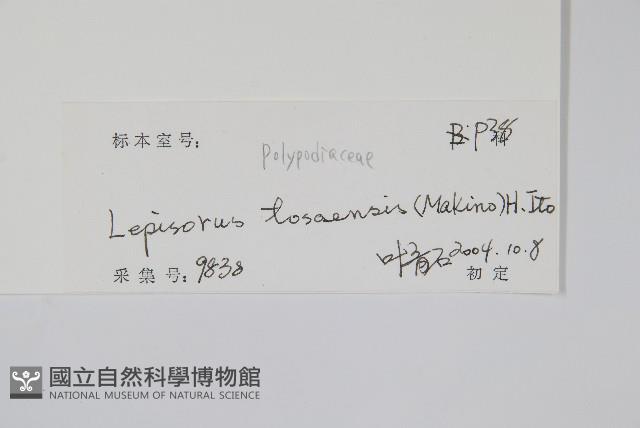 标本室号：
Polypodiaceae
Lepisorus tosaensis (Makino) H. Ito
采集号：9838
2004.10.8
初定
國立自然科學博物館
NATIONAL MUSEUM OF NATURAL SCIENCE